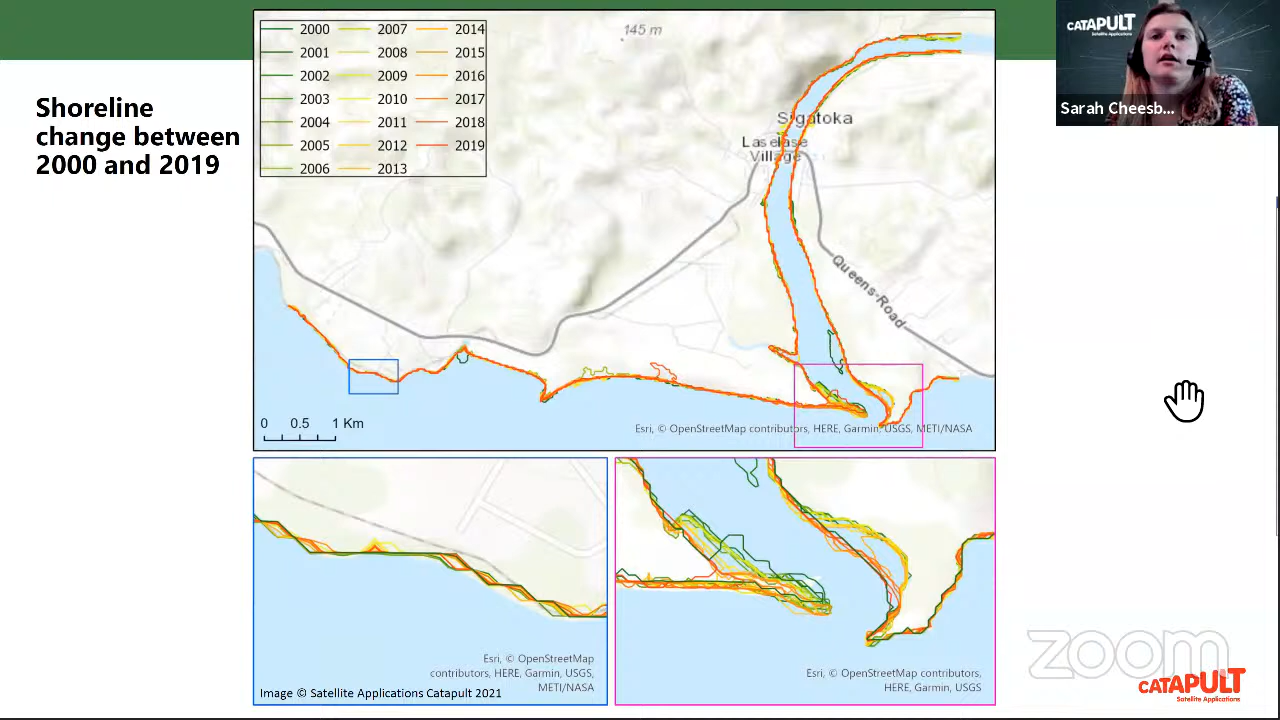 Shoreline
change between
2000 and 2019
2000 2007 2014
2001 2008 2015
2002 2009 2016
2003 2010 2017
2004 2011 2018
2005 2012 2019
2006 2013
145 m
Sigatoka
Laselase
Village
Queens-Road
0 0.5 1 Km
Esri, © OpenStreetMap contributors, HERE, Garmin, USGS, METI/NASA
Esri, © OpenStreetMap
contributors, HERE, Garmin, USGS,
METI/NASA
Image © Satellite Applications Catapult 2021
Esri, © OpenStreetMap contributors,
HERE, Garmin, USGS
CATAPULT
Satellite Applications
Sarah Cheesb...
zoom
CATAPULT
Satellite Applications